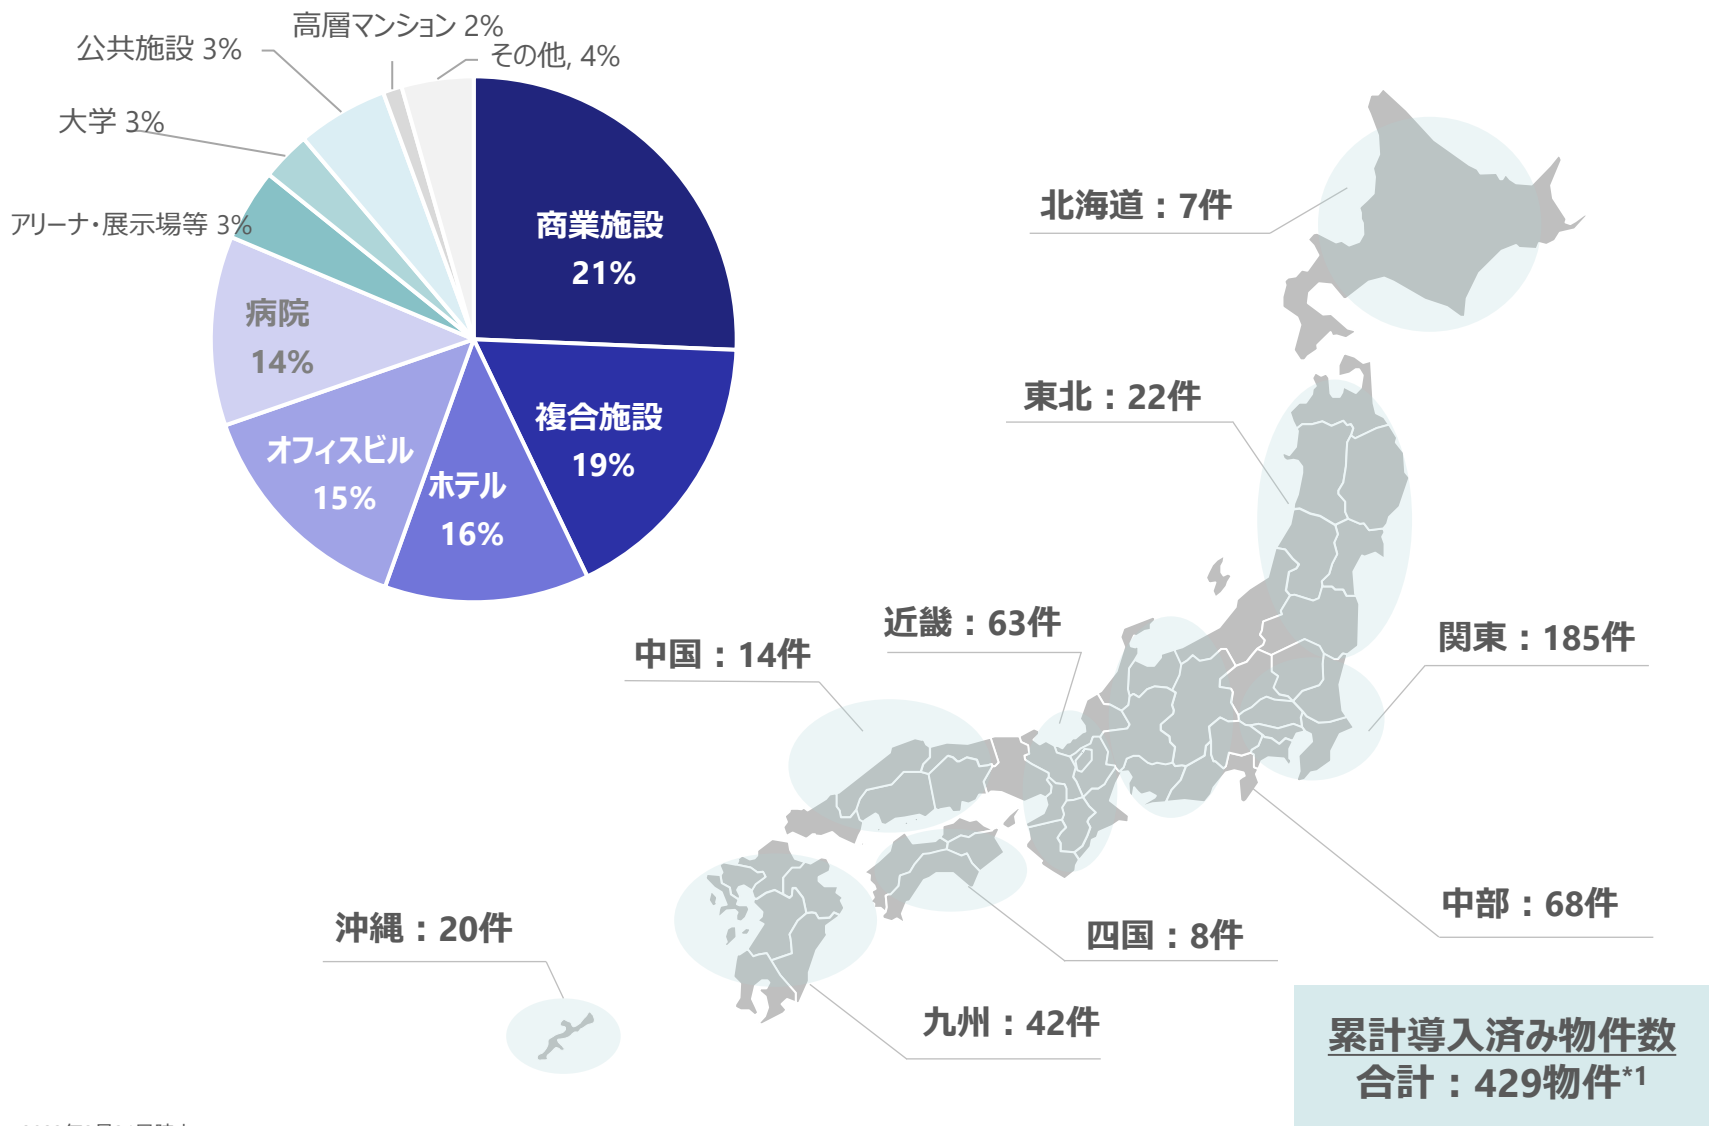 高層マンション 2%
公共施設 3%
その他, 4%
大学 3%
アリーナ・展示場等 3%
商業施設
21%
病院
14%
複合施設
19%
オフィスビル
15%
ホテル
16%
北海道：7件
東北：22件
近畿：63件
中国：14件
関東：185件
中部：68件
沖縄：20件
四国：8件
九州：42件
累計導入済み物件数
合計：429物件*1